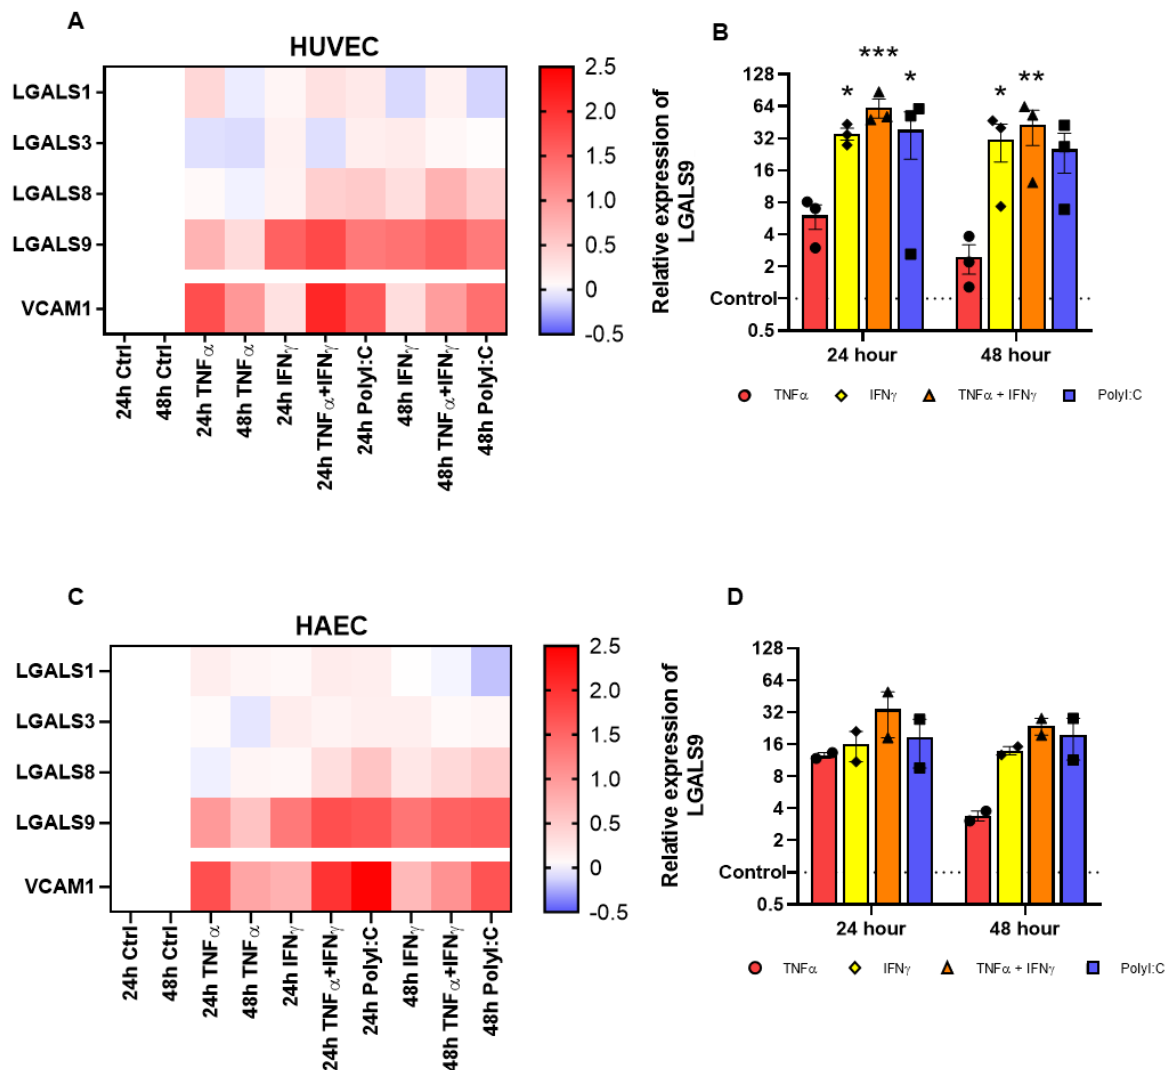 A
HUVEC
LGALS1
LGALS3
LGALS8
LGALS9
VCAM1
2.5
2.0
1.5
1.0
0.5
0
-0.5
24h Ctrl
48h Ctrl
24h TNFα
48h TNFα
24h IFNγ
24h TNFα+IFNγ
24h PolyI:C
48h IFNγ
48h TNFα+IFNγ
48h PolyI:C
B
Relative expression of
LGALS9
128
64
32
16
8
4
2
Control
0.5
*
***
*
*
**
24 hour
48 hour
TNFα
IFNγ
TNFα + IFNγ
PolyI:C
C
HAEC
LGALS1
LGALS3
LGALS8
LGALS9
VCAM1
2.5
2.0
1.5
1.0
0.5
0
-0.5
24h Ctrl
48h Ctrl
24h TNFα
48h TNFα
24h IFNγ
24h TNFα+IFNγ
24h PolyI:C
48h IFNγ
48h TNFα+IFNγ
48h PolyI:C
D
Relative expression of
LGALS9
128
64
32
16
8
4
2
Control
0.5
24 hour
48 hour
TNFα
IFNγ
TNFα + IFNγ
PolyI:C